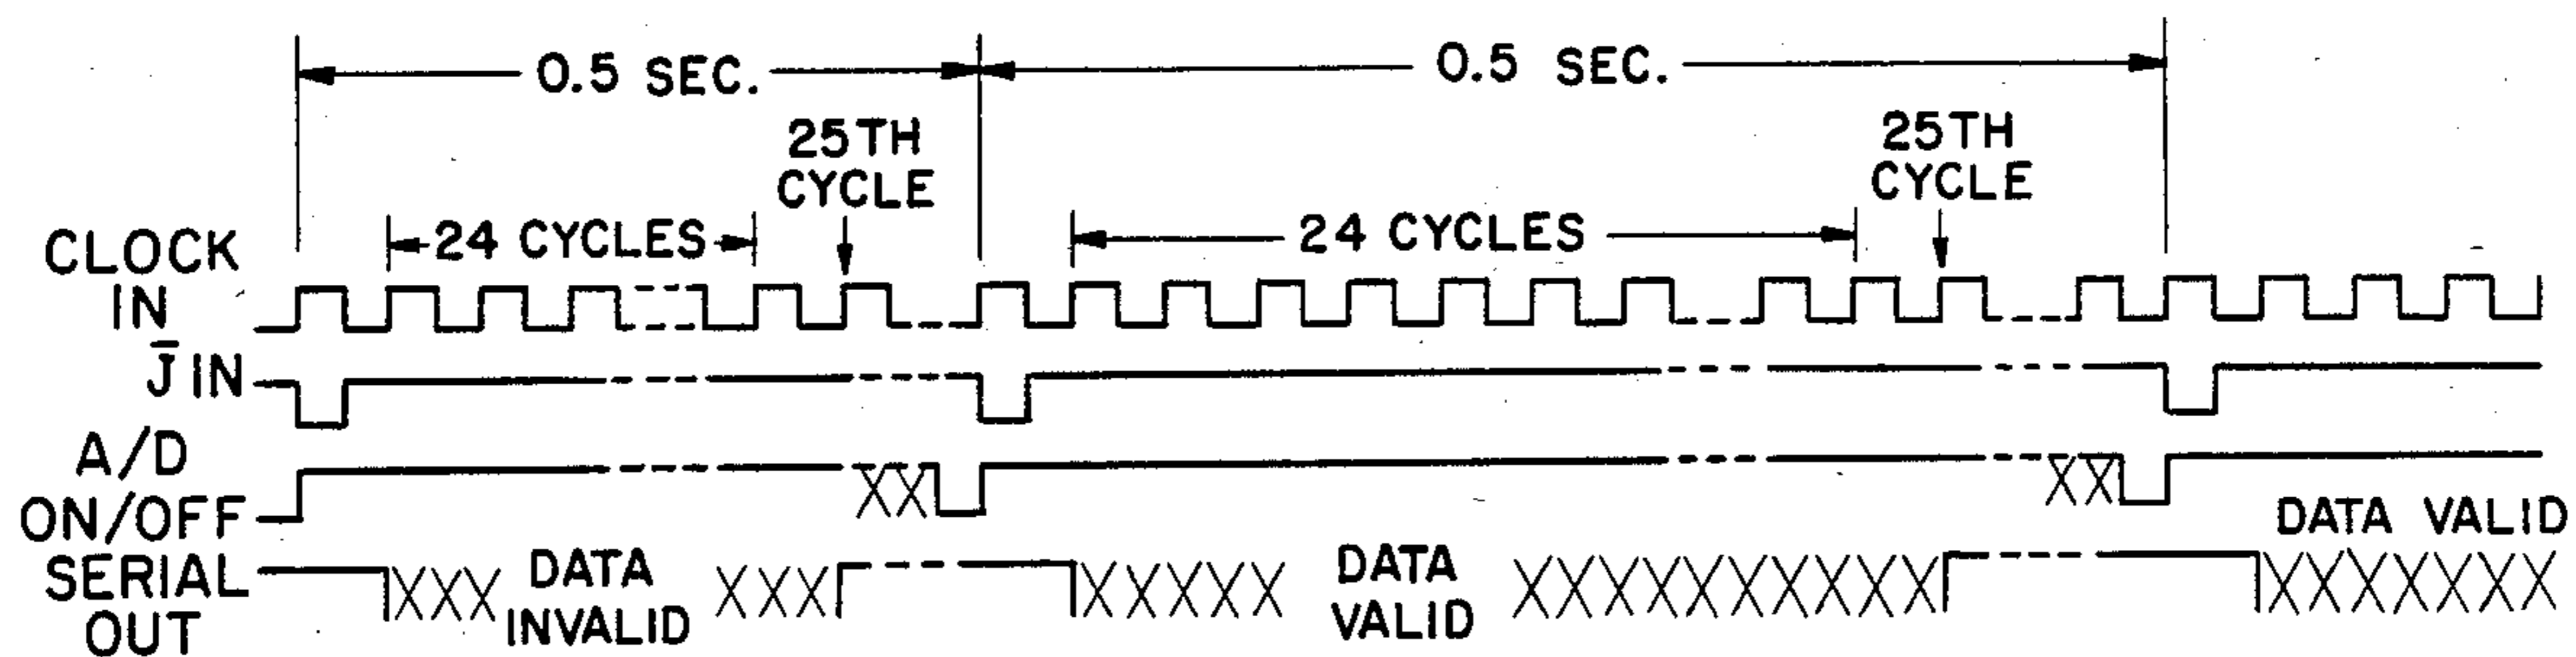 0.5 SEC.
0.5 SEC.
25TH
CYCLE
25TH
CYCLE
24 CYCLES
24 CYCLES
CLOCK
IN
J̅ IN
A/D
ON/OFF
DATA VALID
SERIAL
OUT
DATA
INVALID
DATA
VALID